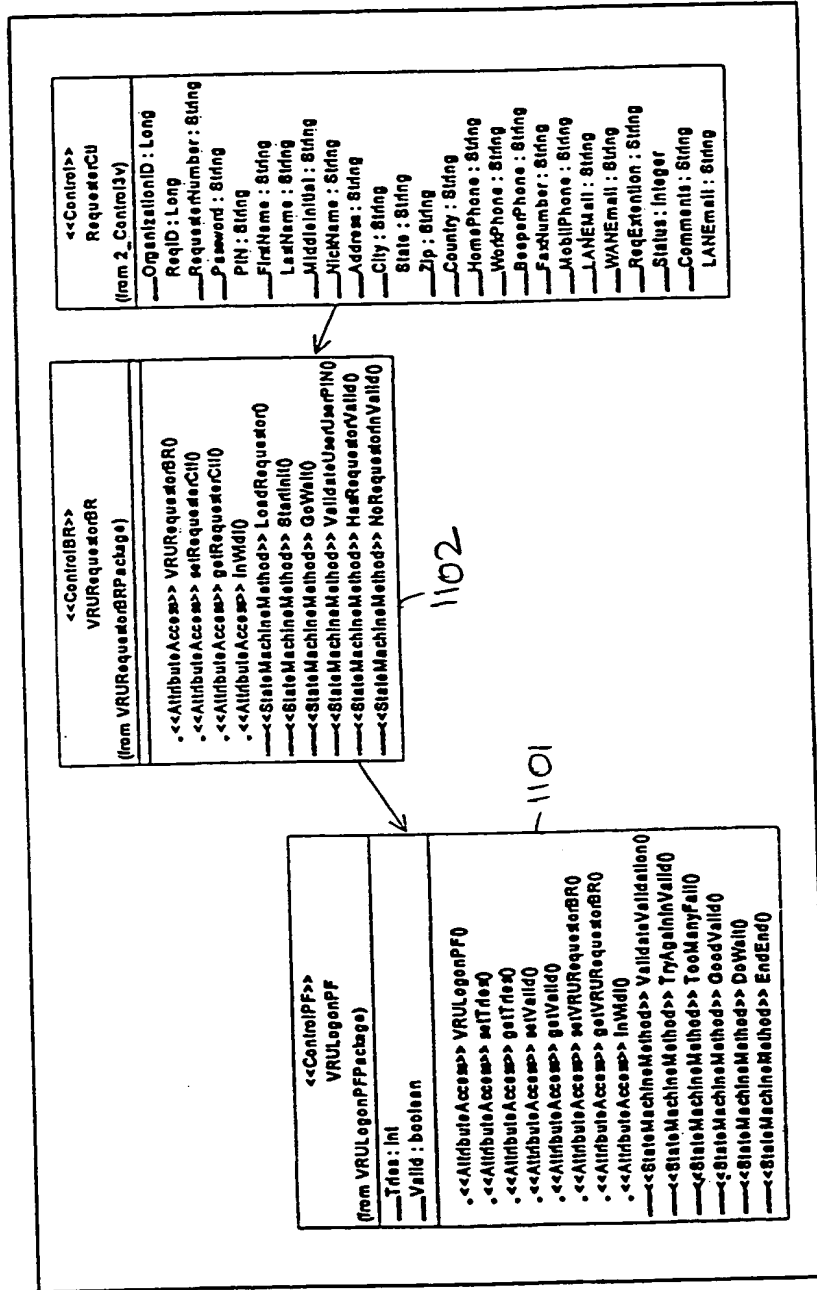 <<ControlPF>>
VRULogonPF
(from VRULogonPFPackage)
Tries : int
Valid : boolean
. <<AttributeAccess>> VRULogonPF()
. <<AttributeAccess>> setTries()
. <<AttributeAccess>> getTries()
. <<AttributeAccess>> setValid()
. <<AttributeAccess>> getValid()
. <<AttributeAccess>> setVRURequestorBR()
. <<AttributeAccess>> getVRURequestorBR()
. <<AttributeAccess>> InWldl()
<<StateMachineMethod>> ValidateValidation()
<<StateMachineMethod>> TryAgainInValid()
<<StateMachineMethod>> TooManyFail()
<<StateMachineMethod>> GoodValid()
<<StateMachineMethod>> DoWait()
<<StateMachineMethod>> EndEnd()
1101
<<ControlBR>>
VRURequestorBR
(from VRURequestorBRPackage)
. <<AttributeAccess>> VRURequestorBR()
. <<AttributeAccess>> setRequesterCtl()
. <<AttributeAccess>> getRequesterCtl()
. <<AttributeAccess>> InWldl()
<<StateMachineMethod>> LoadRequestor()
<<StateMachineMethod>> StartInit()
<<StateMachineMethod>> GoWait()
<<StateMachineMethod>> ValidateUserUserPIN()
<<StateMachineMethod>> HasRequestorValid()
<<StateMachineMethod>> NoRequestorInValid()
1102
<<Control>>
RequesterCtl
(from 2_Control3v)
OrganizationID : Long
ReqID : Long
RequestorNumber : String
Password : String
PIN : String
FirstName : String
LastName : String
MiddleInitial : String
NickName : String
Address : String
City : String
State : String
Zip : String
Country : String
HomePhone : String
WorkPhone : String
BeeperPhone : String
FaxNumber : String
MobilPhone : String
LANEMail : String
WANEmail : String
ReqExtention : String
Status : Integer
Comments : String
LANEmail : String